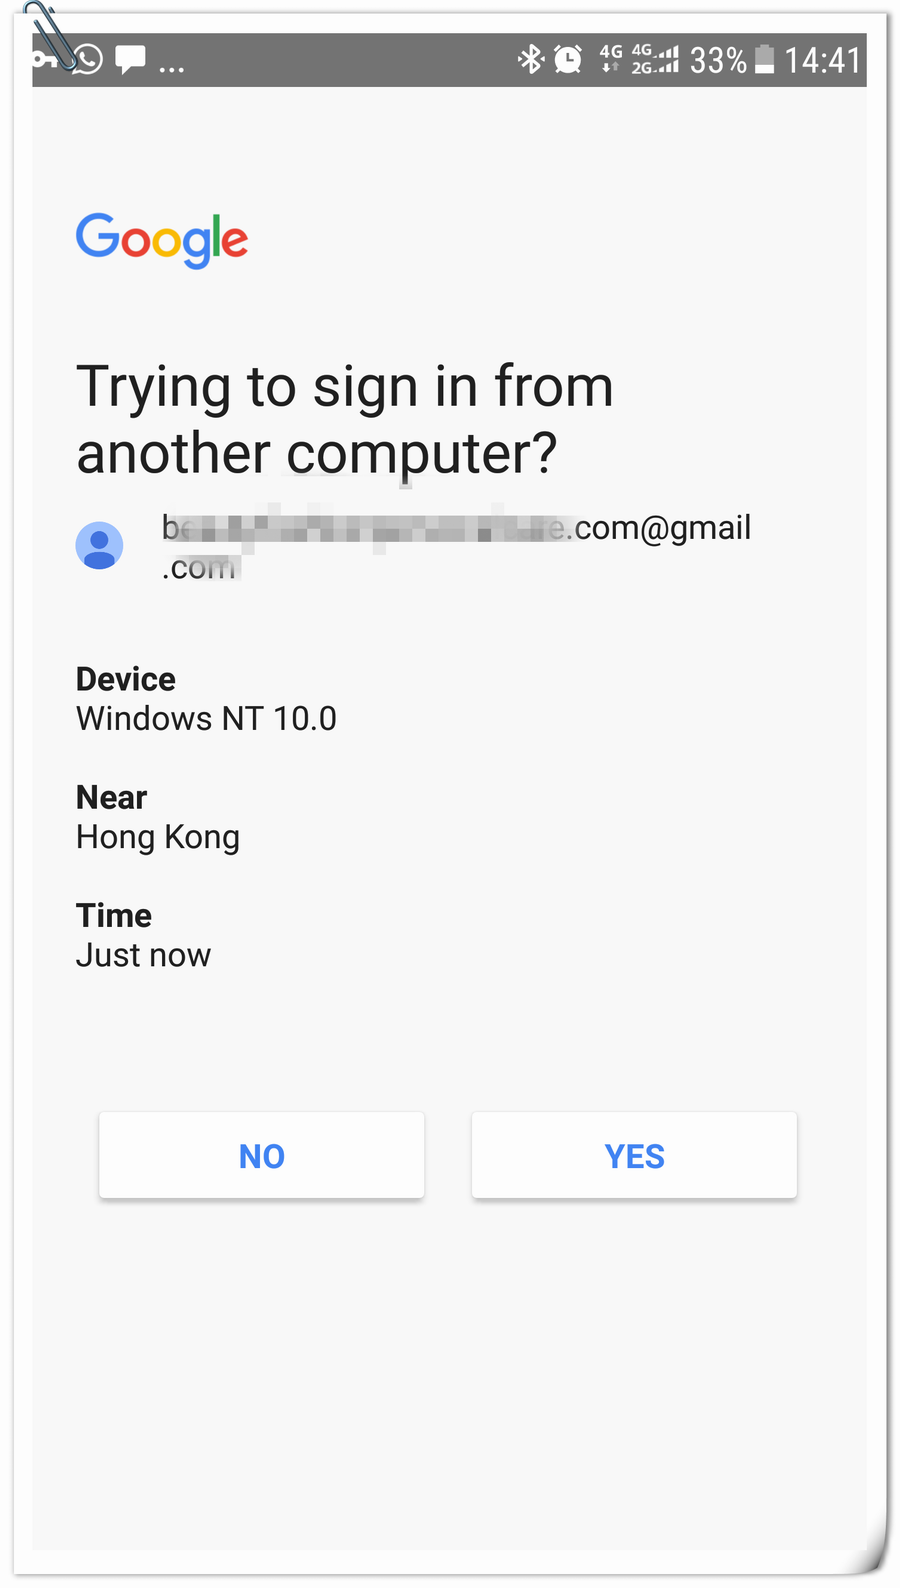 ... 4G 4G 2G 33% 14:41
Google
Trying to sign in from
another computer?
.com@gmail
.com
Device
Windows NT 10.0
Near
Hong Kong
Time
Just now
NO YES